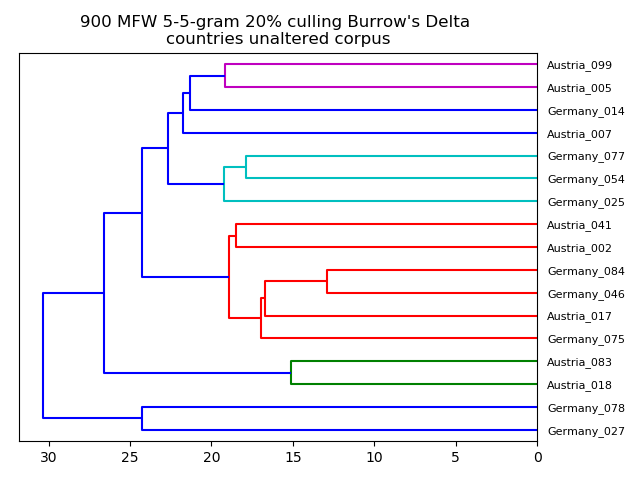 900 MFW 5-5-gram 20% culling Burrow's Delta
countries unaltered corpus
Austria_099
Austria_005
Germany_014
Austria_007
Germany_077
Germany_054
Germany_025
Austria_041
Austria_002
Germany_084
Germany_046
Austria_017
Germany_075
Austria_083
Austria_018
Germany_078
Germany_027
30 25 20 15 10 5 0